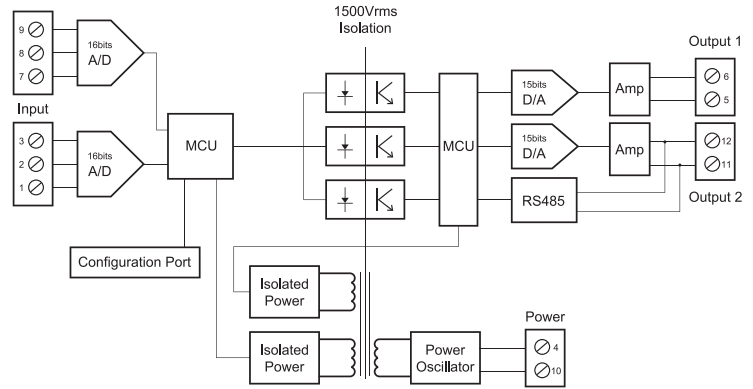 1500Vrms
Isolation
9
8
7
16bits
A/D
Input
3
2
1
16bits
A/D
MCU
Configuration Port
MCU
15bits
D/A
Amp
Output 1
6
5
15bits
D/A
Amp
12
11
Output 2
RS485
Isolated
Power
Isolated
Power
Power
Oscillator
Power
4
10